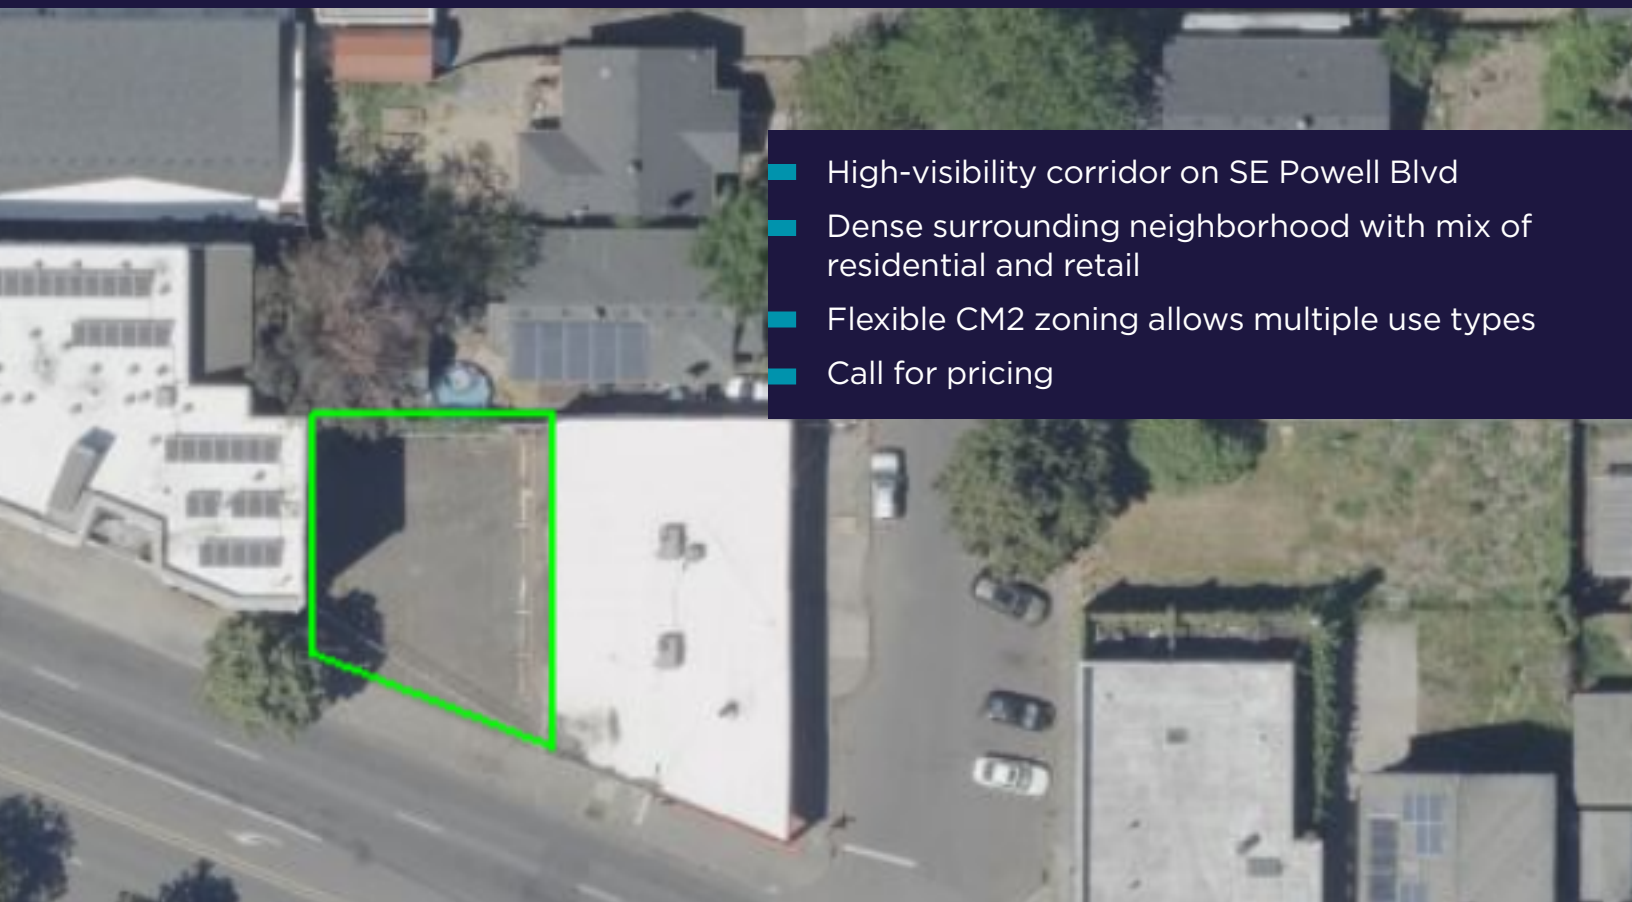 High-visibility corridor on SE Powell Blvd
Dense surrounding neighborhood with mix of
residential and retail
Flexible CM2 zoning allows multiple use types
Call for pricing